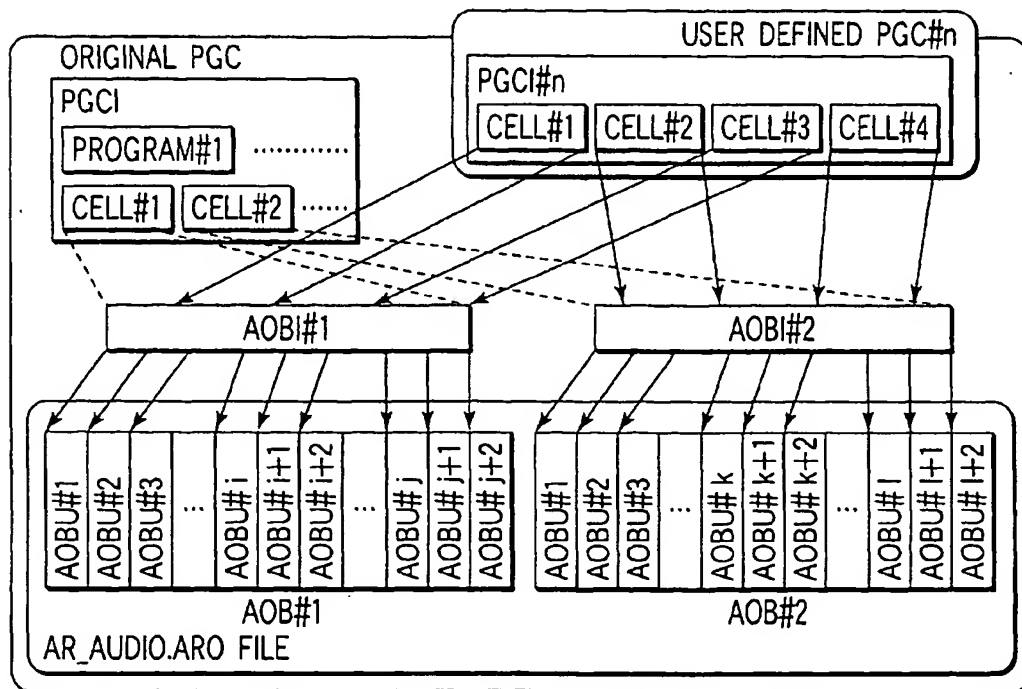 USER DEFINED PGC#n
ORIGINAL PGC
PGCI#n
PGCI
CELL#1 CELL#2 CELL#3 CELL#4
PROGRAM#1 ..........
CELL#1 CELL#2 ......
AOBI#1 AOBI#2
AOBU#1 AOBU#2 AOBU#3 ... AOBU#i AOBU#i+1 AOBU#i+2 ... AOBU#j AOBU#j+1 AOBU#j+2
AOBU#1 AOBU#2 AOBU#3 ... AOBU#k AOBU#k+1 AOBU#k+2 ... AOBU#l AOBU#l+1 AOBU#l+2
AOB#1 AOB#2
AR_AUDIO.ARO FILE